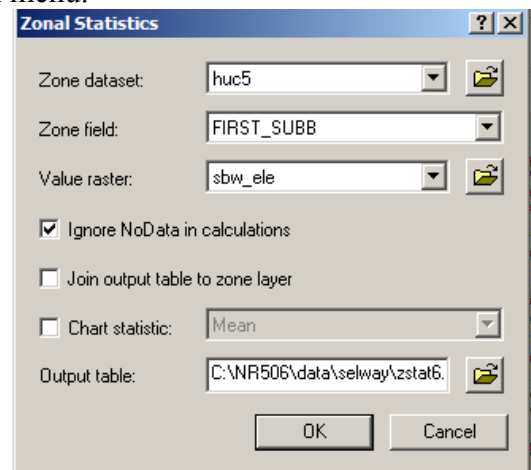 menu.
Zonal Statistics
Zone dataset: huc5
Zone field: FIRST_SUBB
Value raster: sbw_ele
Ignore NoData in calculations
Join output table to zone layer
Chart statistic: Mean
Output table: C:\NR506\data\selway\zstat6.
OK Cancel